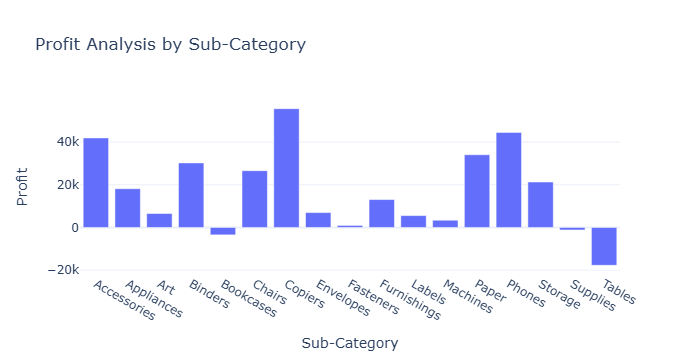 Profit Analysis by Sub-Category
Profit
40k
20k
0
−20k
Accessories
Appliances
Art
Binders
Bookcases
Chairs
Copiers
Envelopes
Fasteners
Furnishings
Labels
Machines
Paper
Phones
Storage
Supplies
Tables
Sub-Category